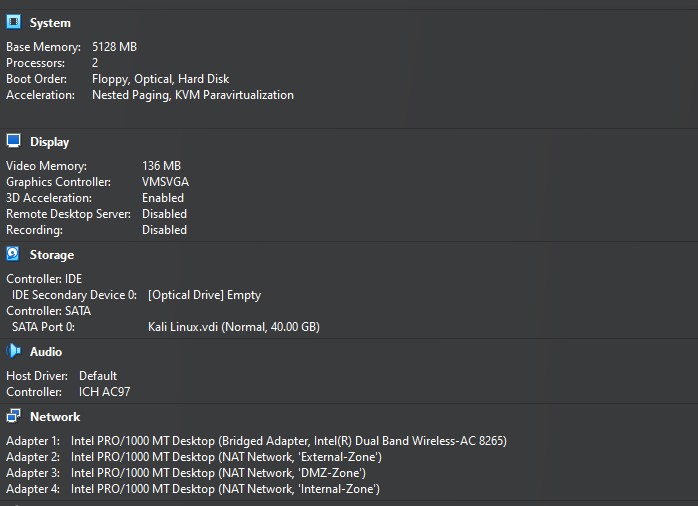 System
Base Memory: 5128 MB
Processors: 2
Boot Order: Floppy, Optical, Hard Disk
Acceleration: Nested Paging, KVM Paravirtualization
Display
Video Memory: 136 MB
Graphics Controller: VMSVGA
3D Acceleration: Enabled
Remote Desktop Server: Disabled
Recording: Disabled
Storage
Controller: IDE
IDE Secondary Device 0: [Optical Drive] Empty
Controller: SATA
SATA Port 0: Kali Linux.vdi (Normal, 40.00 GB)
Audio
Host Driver: Default
Controller: ICH AC97
Network
Adapter 1: Intel PRO/1000 MT Desktop (Bridged Adapter, Intel(R) Dual Band Wireless-AC 8265)
Adapter 2: Intel PRO/1000 MT Desktop (NAT Network, 'External-Zone')
Adapter 3: Intel PRO/1000 MT Desktop (NAT Network, 'DMZ-Zone')
Adapter 4: Intel PRO/1000 MT Desktop (NAT Network, 'Internal-Zone')